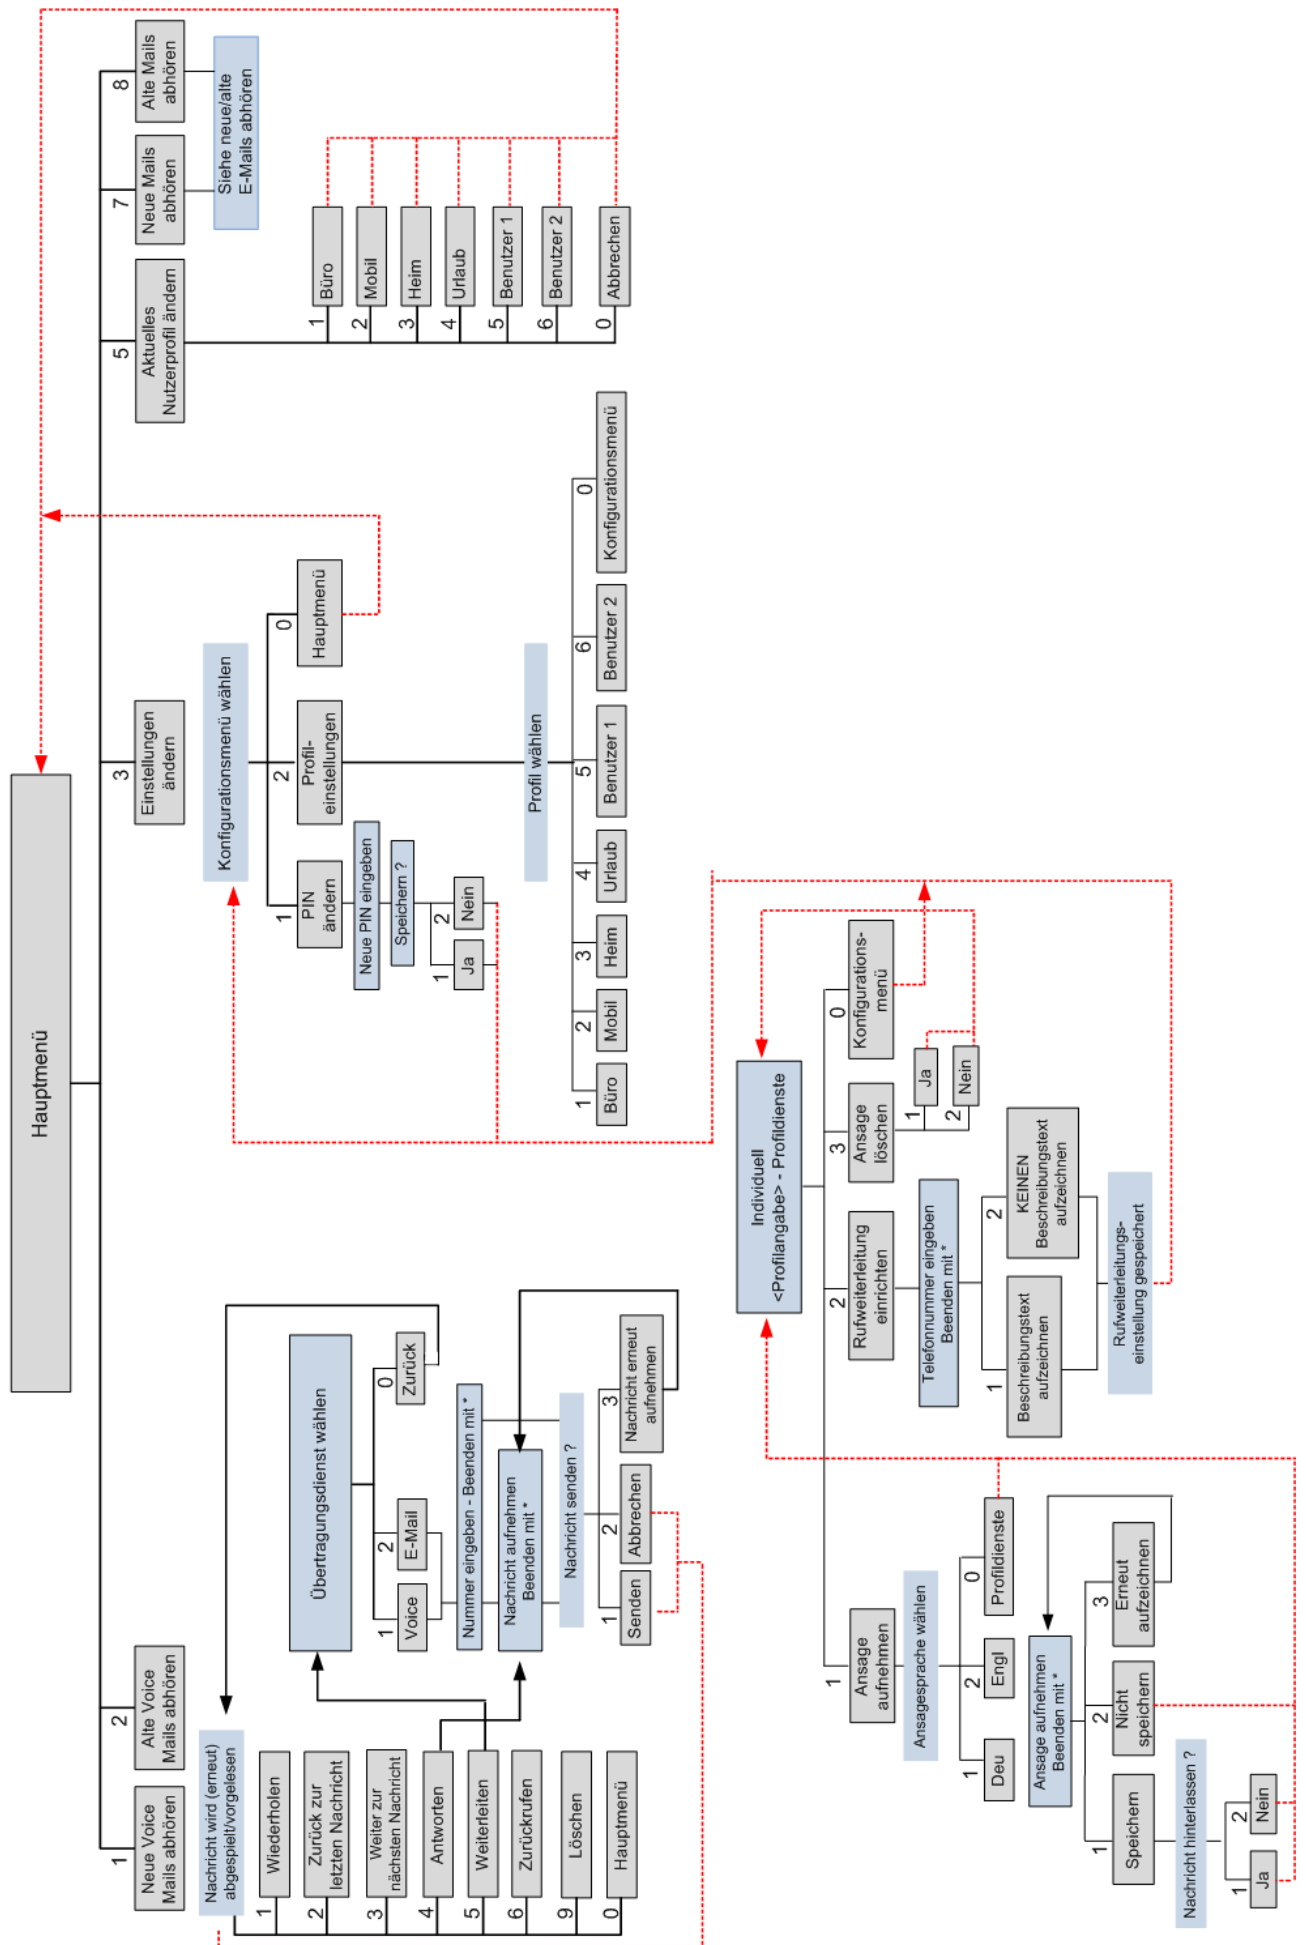 Hauptmenü
1
Neue Voice
Mails abhören
2
Alte Voice
Mails abhören
3
Einstellungen
ändern
5
Aktuelles
Nutzerprofil ändern
7
Neue Mails
abhören
8
Alte Mails
abhören
Siehe neue/alte
E-Mails abhören
Nachricht wird (erneut)
abgespielt/vorgelesen
1
Wiederholen
2
Zurück zur
letzten Nachricht
3
Weiter zur
nächsten Nachricht
4
Antworten
5
Weiterleiten
6
Zurückrufen
9
Löschen
0
Hauptmenü
Übertragungsdienst wählen
1
Voice
2
E-Mail
0
Zurück
Nummer eingeben - Beenden mit *
Nachricht aufnehmen
Beenden mit *
Nachricht senden ?
1
Senden
2
Abbrechen
3
Nachricht erneut
aufnehmen
Konfigurationsmenü wählen
1
PIN
ändern
2
Profil-
einstellungen
0
Hauptmenü
Neue PIN eingeben
Speichern ?
1
Ja
2
Nein
Profil wählen
1
Büro
2
Mobil
3
Heim
4
Urlaub
5
Benutzer 1
6
Benutzer 2
0
Konfigurationsmenü
1
Büro
2
Mobil
3
Heim
4
Urlaub
5
Benutzer 1
6
Benutzer 2
0
Abbrechen
Individuell
<Profilangabe> - Profildienste
1
Ansage
aufnehmen
2
Rufweiterleitung
einrichten
3
Ansage
löschen
0
Konfigurations-
menü
1
Ja
2
Nein
Telefonnummer eingeben
Beenden mit *
1
Beschreibungstext
aufzeichnen
2
KEINEN
Beschreibungstext
aufzeichnen
Rufweiterleitungs-
einstellung gespeichert
Ansagesprache wählen
1
Deu
2
Engl
0
Profildienste
Ansage aufnehmen
Beenden mit *
1
Speichern
2
Nicht
speichern
3
Erneut
aufzeichnen
Nachricht hinterlassen ?
1
Ja
2
Nein